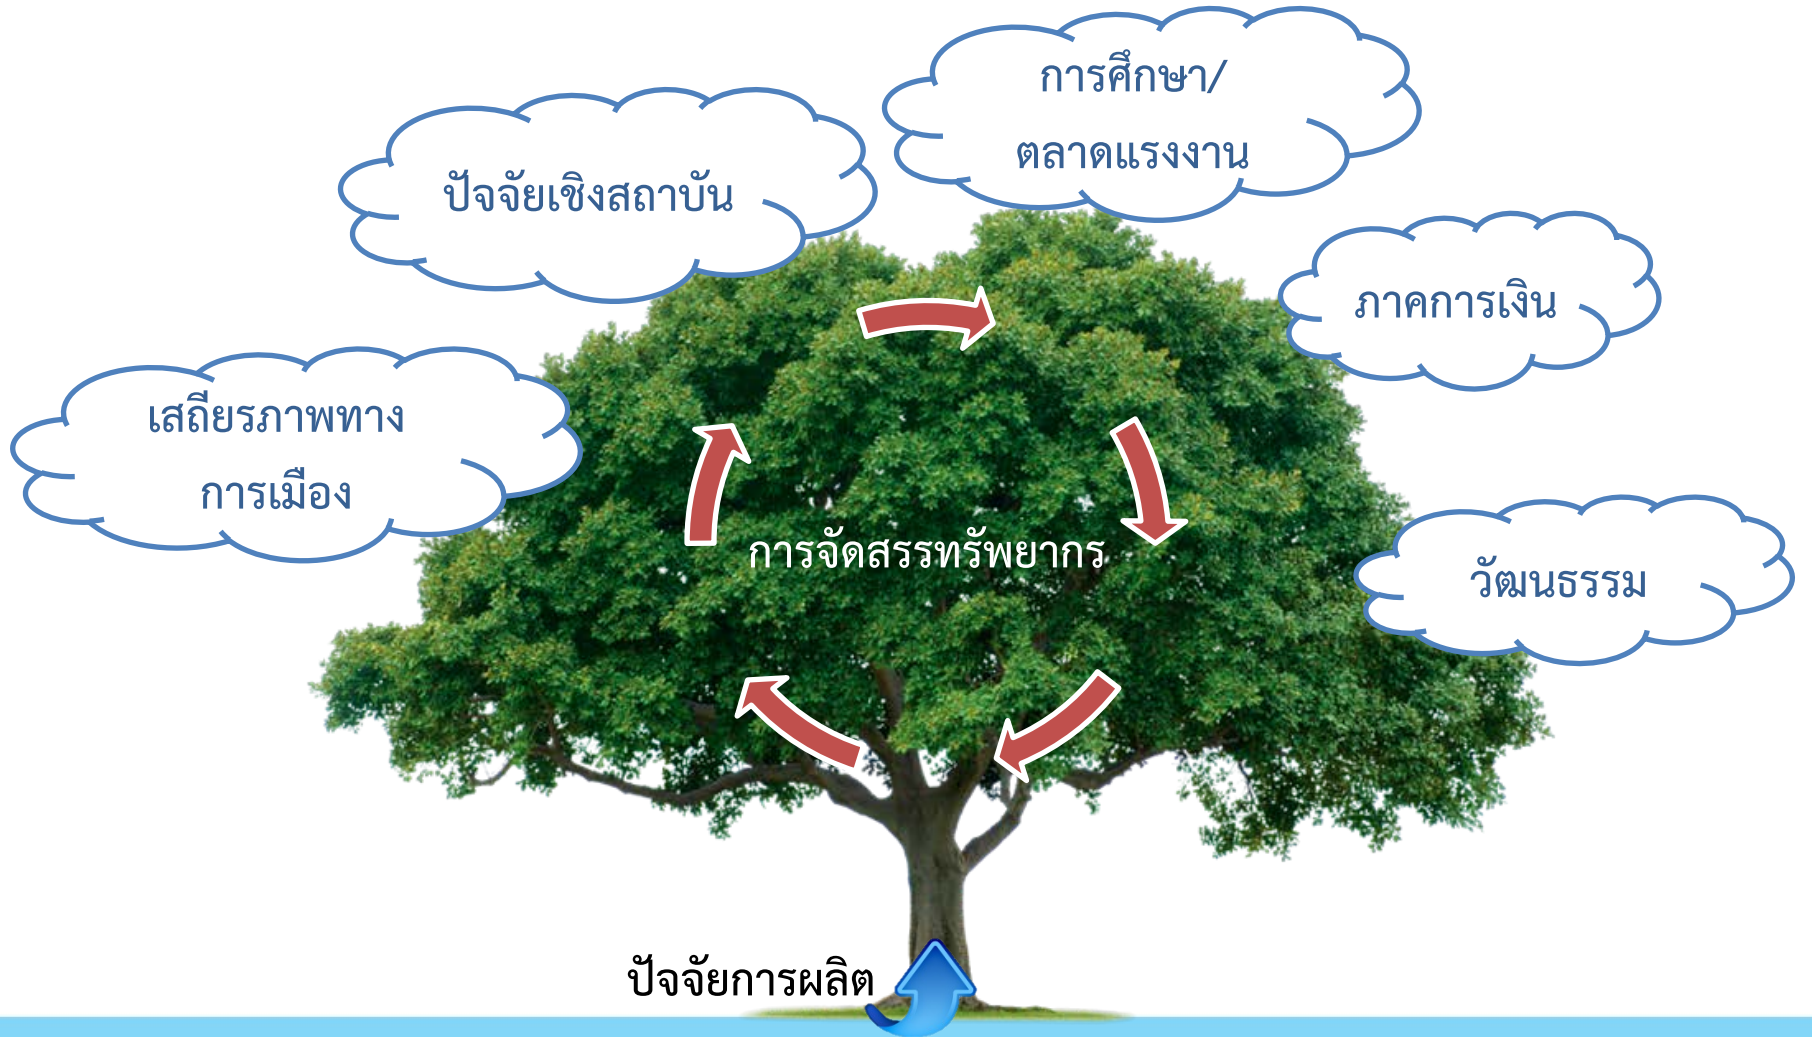 การศึกษา/
ตลาดแรงงาน
ปัจจัยเชิงสถาบัน
ภาคการเงิน
เสถียรภาพทาง
การเมือง
การจัดสรรทรัพยากร
วัฒนธรรม
ปัจจัยการผลิต